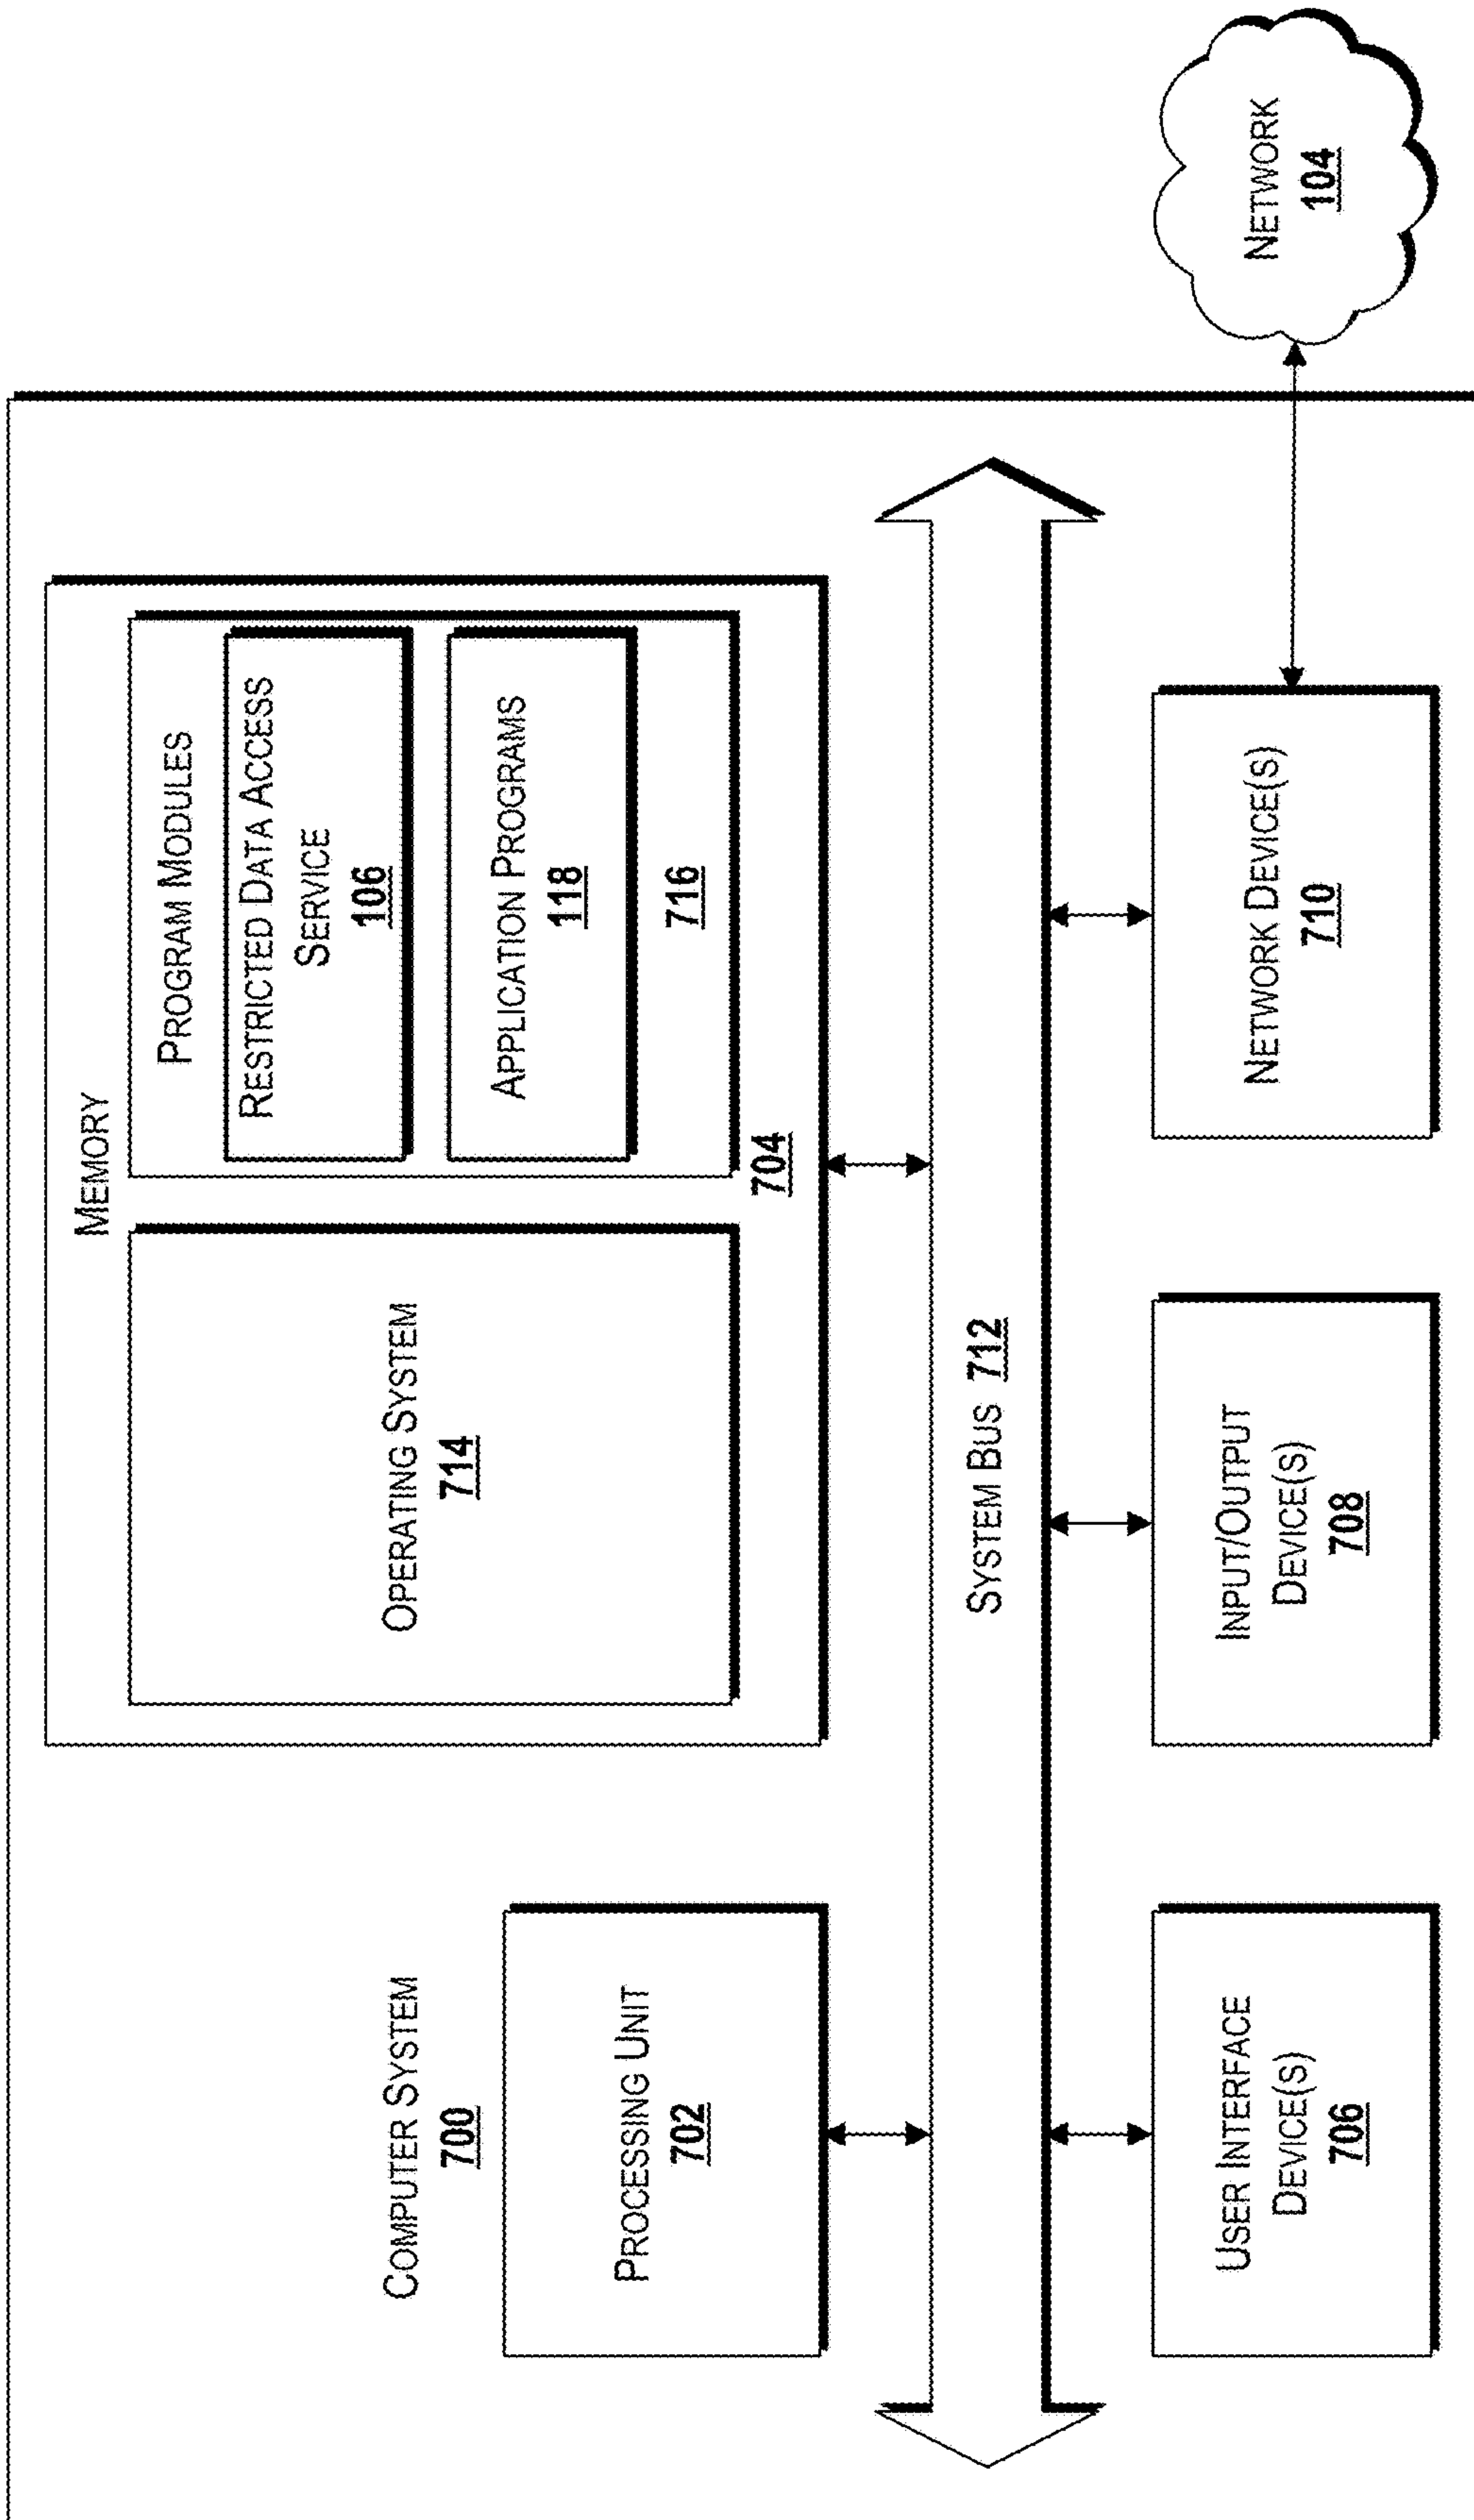 COMPUTER SYSTEM
700
PROCESSING UNIT
702
MEMORY
OPERATING SYSTEM
714
PROGRAM MODULES
RESTRICTED DATA ACCESS
SERVICE
106
APPLICATION PROGRAMS
118
716
704
SYSTEM BUS 712
USER INTERFACE
DEVICE(S)
706
INPUT/OUTPUT
DEVICE(S)
708
NETWORK DEVICE(S)
710
NETWORK
104